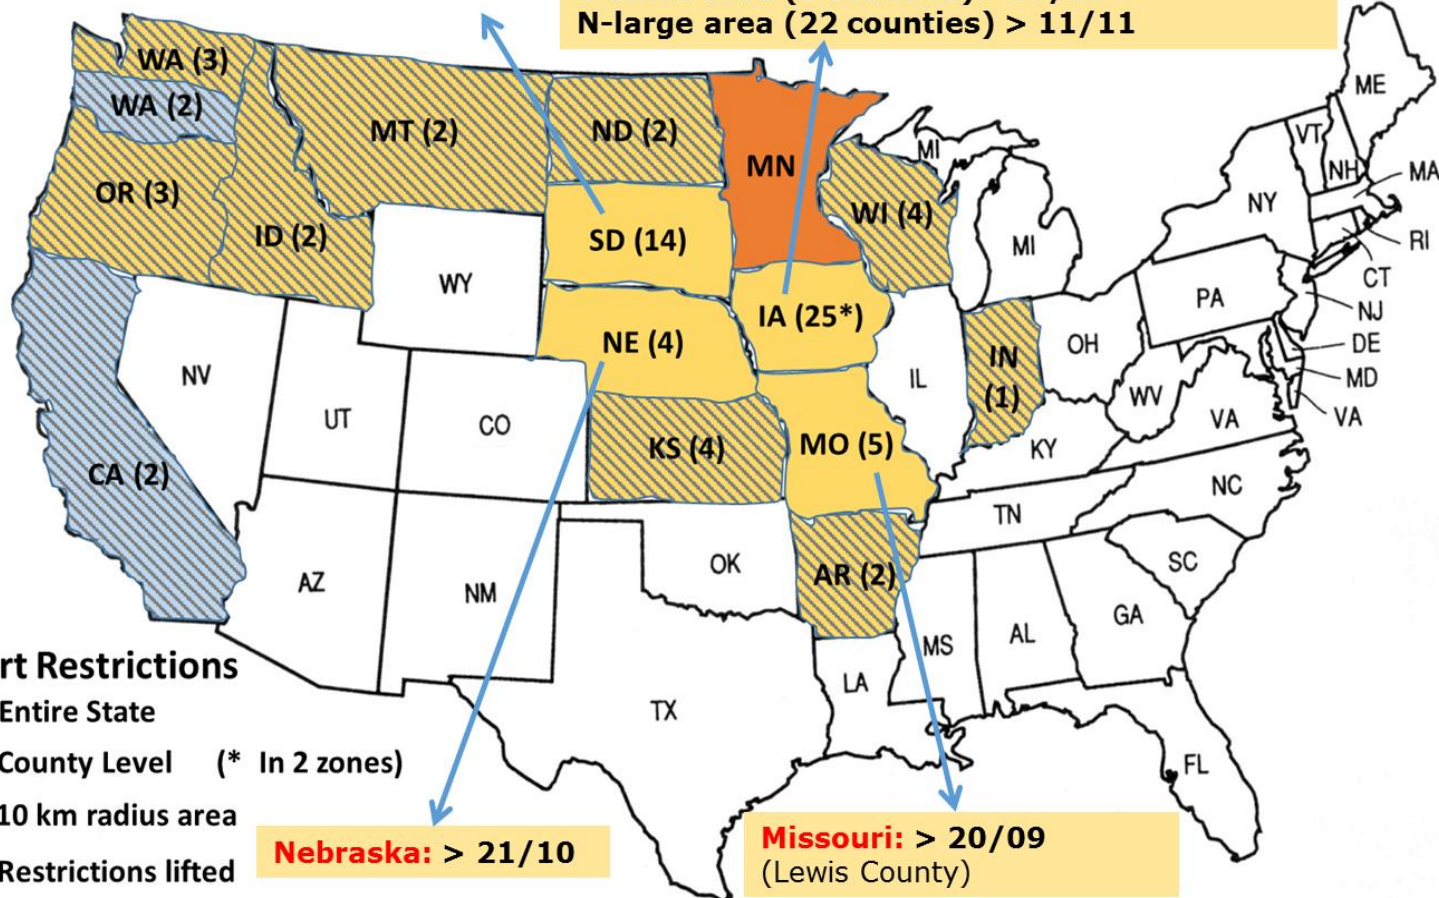 N-large area (22 counties) > 11/11
WA (3)
WA (2)
MT (2)
ND (2)
MN
MI
ME
VT
NH
MA
OR (3)
ID (2)
SD (14)
WI (4)
MI
NY
RI
CT
WY
IA (25*)
PA
NJ
NE (4)
IN
(1)
OH
DE
NV
UT
CO
IL
WV
MD
VA
VA
CA (2)
KS (4)
MO (5)
KY
NC
TN
AZ
NM
OK
AR (2)
SC
MS
AL
GA
LA
TX
FL
rt Restrictions
Entire State
County Level (* In 2 zones)
10 km radius area
Restrictions lifted
Nebraska: > 21/10
Missouri: > 20/09
(Lewis County)